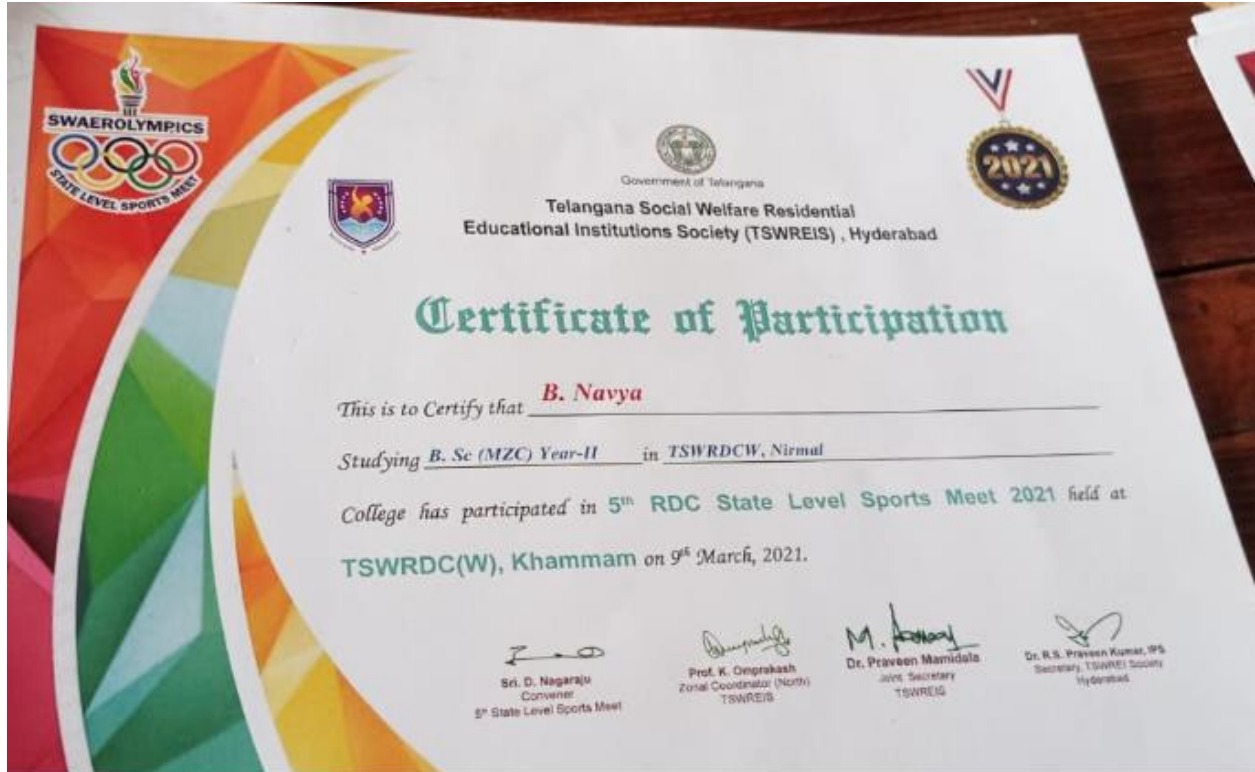 SWAEROLYMPICS
STATE LEVEL SPORTS MEET
2021
Government of Telangana
Telangana Social Welfare Residential
Educational Institutions Society (TSWREIS) , Hyderabad
Certificate of Participation
This is to Certify that B. Navya
Studying B. Sc (MZC) Year-II in TSWRDCW, Nirmal
College has participated in 5th RDC State Level Sports Meet 2021 held at
TSWRDC(W), Khammam on 9th March, 2021.
M.
Sri. D. Nagaraju
Convener
5th State Level Sports Meet
Prof. K. Omprakash
Zonal Coordinator (North)
TSWREIS
Dr. Praveen Mamidala
Joint Secretary
TSWREIS
Dr. R.S. Praveen Kumar, IPS
Secretary, TSWREI Society
Hyderabad